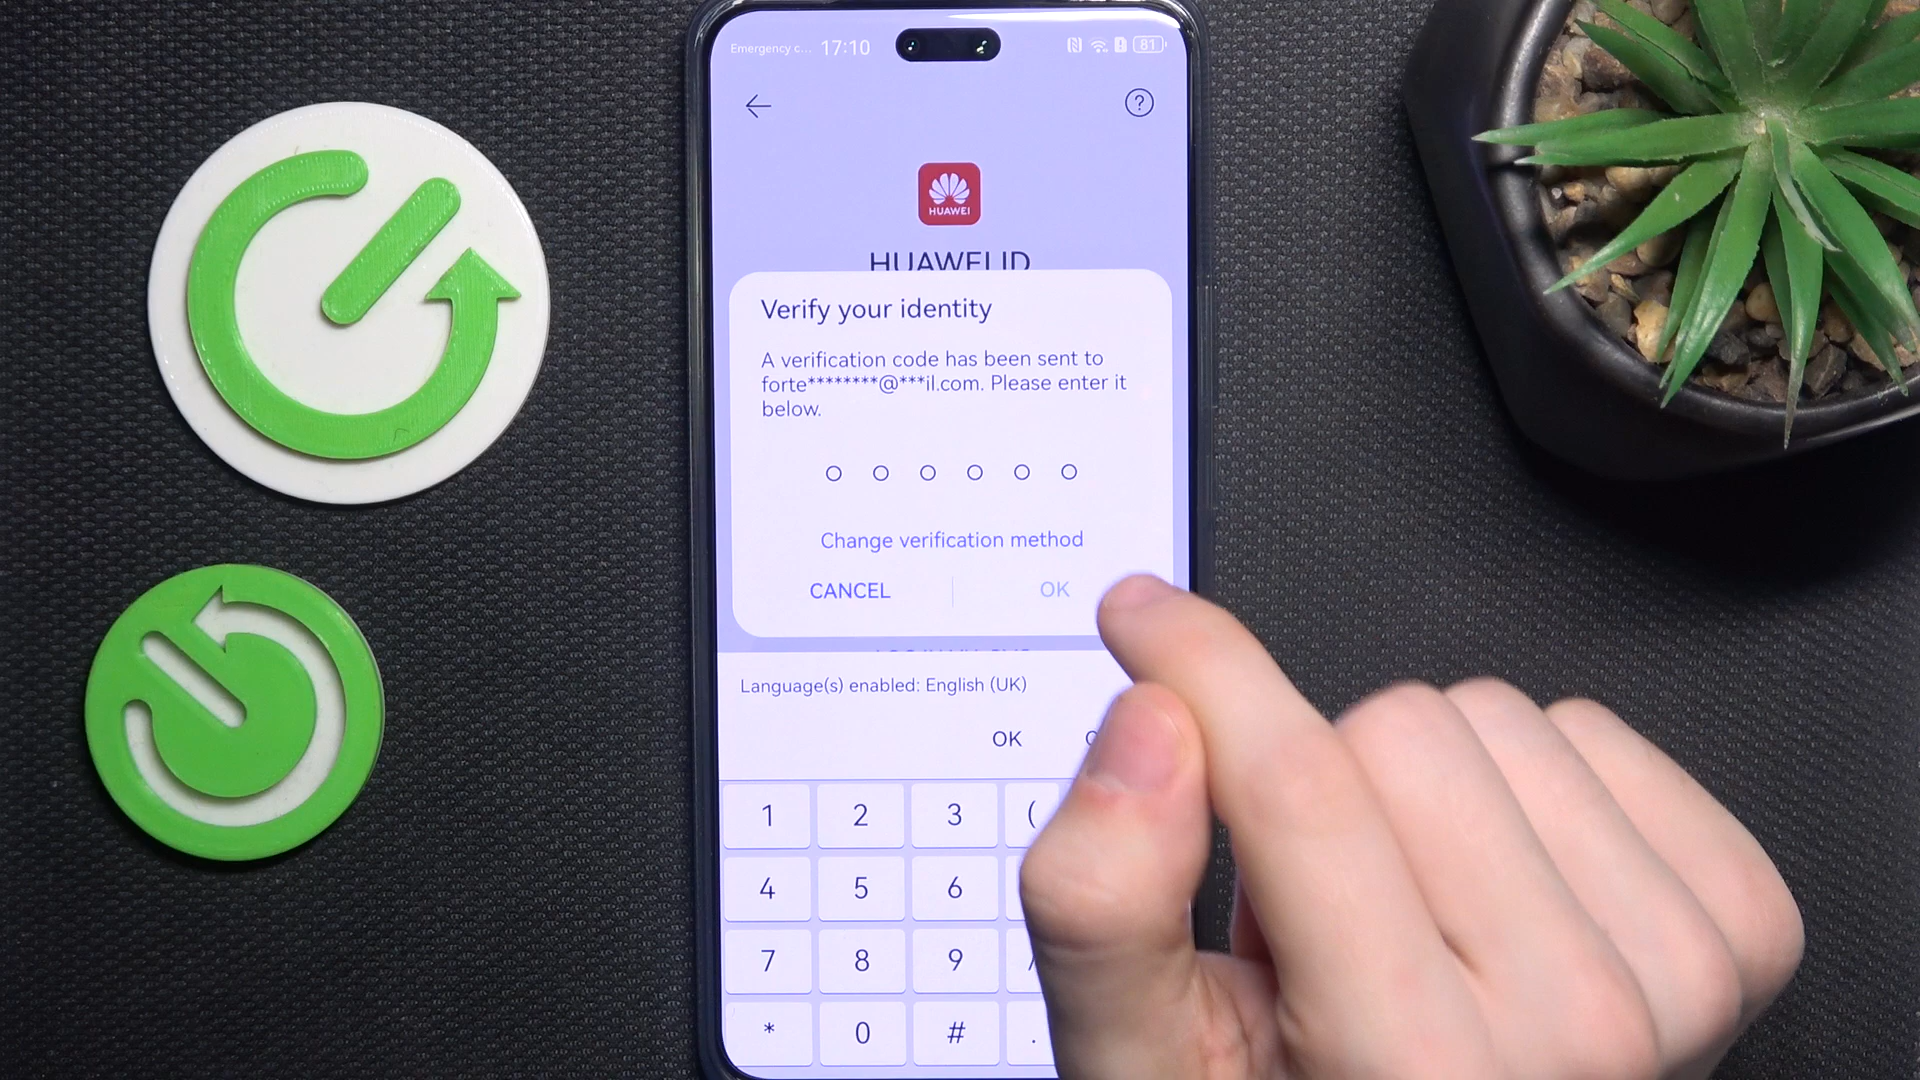 Emergency c... 17:10 81
?
HUAWEI
HUAWEI ID
Verify your identity
A verification code has been sent to
forte********@***il.com. Please enter it
below.
Change verification method
CANCEL OK
Language(s) enabled: English (UK)
OK
1 2 3 (
4 5 6
7 8 9 /
* 0 # .